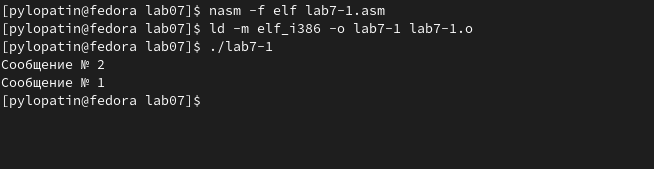 [pylopatin@fedora lab07]$ nasm -f elf lab7-1.asm
[pylopatin@fedora lab07]$ ld -m elf_i386 -o lab7-1 lab7-1.o
[pylopatin@fedora lab07]$ ./lab7-1
Сообщение № 2
Сообщение № 1
[pylopatin@fedora lab07]$